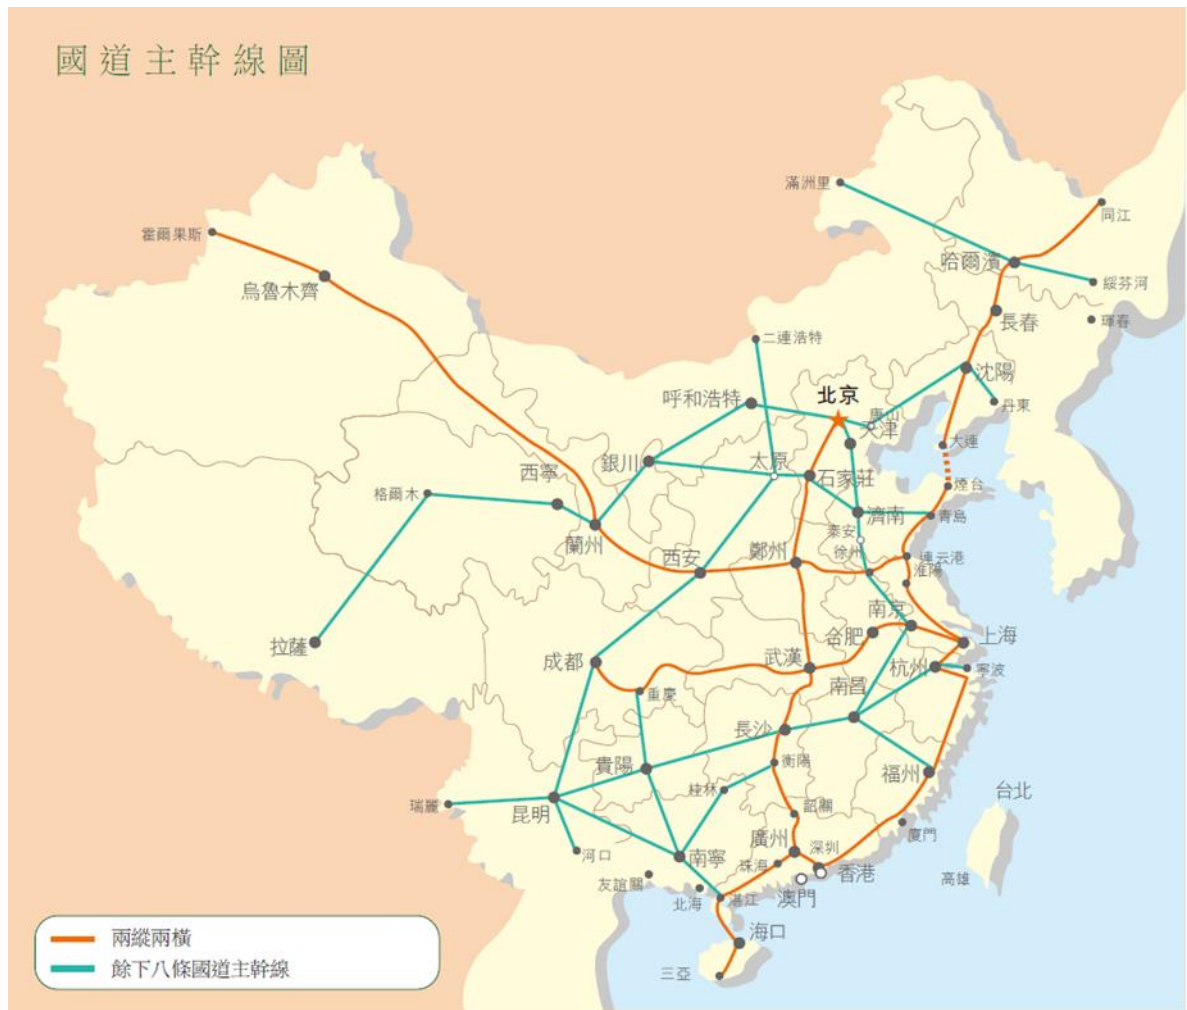 國道主幹線圖
滿洲里
同江
霍爾果斯
哈爾濱
綏芬河
烏魯木齊
長春
琿春
二連浩特
瀋陽
呼和浩特
北京
唐山
丹東
天津
大連
銀川
太原
石家莊
西寧
煙台
格爾木
濟南
青島
泰安
蘭州
徐州
西安
鄭州
連云港
淮陽
南京
合肥
上海
拉薩
成都
武漢
杭州
寧波
南昌
重慶
長沙
衡陽
貴陽
福州
桂林
台北
瑞麗
昆明
韶關
廈門
廣州
深圳
河口
南寧
珠海
香港
高雄
友誼關
澳門
北海
湛江
海口
三亞
兩縱兩橫
餘下八條國道主幹線